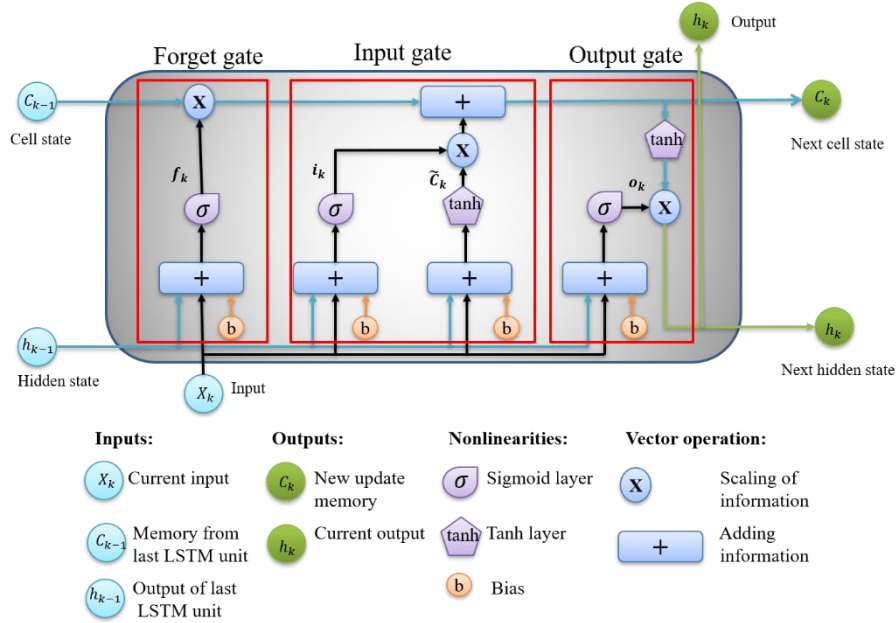 h_k Output
Forget gate Input gate Output gate
C_{k-1} X + C_k
Cell state tanh Next cell state
X
f_k i_k C̃_k o_k
σ σ tanh σ X
+ + + +
b b b b
h_{k-1} h_k
Hidden state Next hidden state
X_k Input
Inputs: Outputs: Nonlinearities: Vector operation:
X_k Current input
C_{k-1} Memory from
last LSTM unit
h_{k-1} Output of last
LSTM unit
C_k New update
memory
h_k Current output
σ Sigmoid layer
tanh Tanh layer
b Bias
X Scaling of
information
+ Adding
information